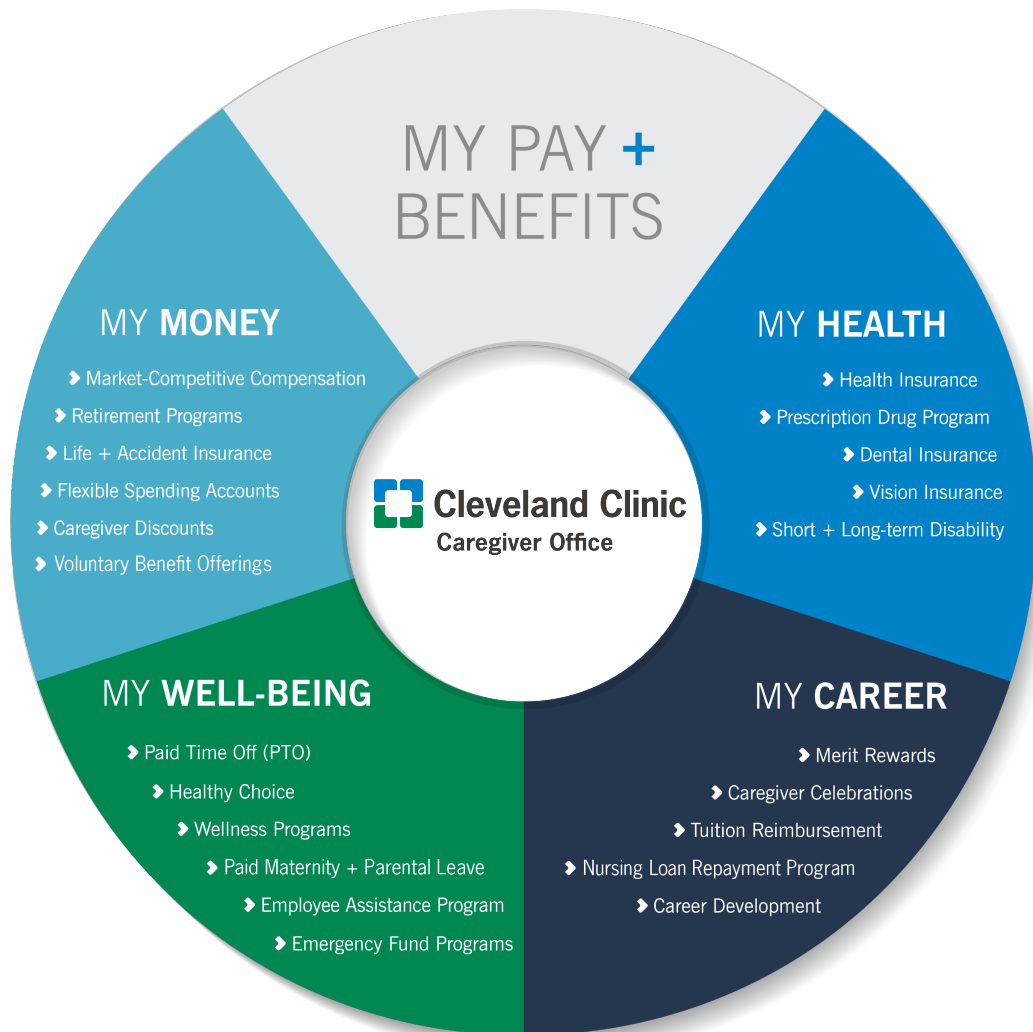 MY PAY +
BENEFITS
MY MONEY
Market-Competitive Compensation
Retirement Programs
Life + Accident Insurance
Flexible Spending Accounts
Caregiver Discounts
Voluntary Benefit Offerings
MY HEALTH
Health Insurance
Prescription Drug Program
Dental Insurance
Vision Insurance
Short + Long-term Disability
Cleveland Clinic
Caregiver Office
MY WELL-BEING
Paid Time Off (PTO)
Healthy Choice
Wellness Programs
Paid Maternity + Parental Leave
Employee Assistance Program
Emergency Fund Programs
MY CAREER
Merit Rewards
Caregiver Celebrations
Tuition Reimbursement
Nursing Loan Repayment Program
Career Development